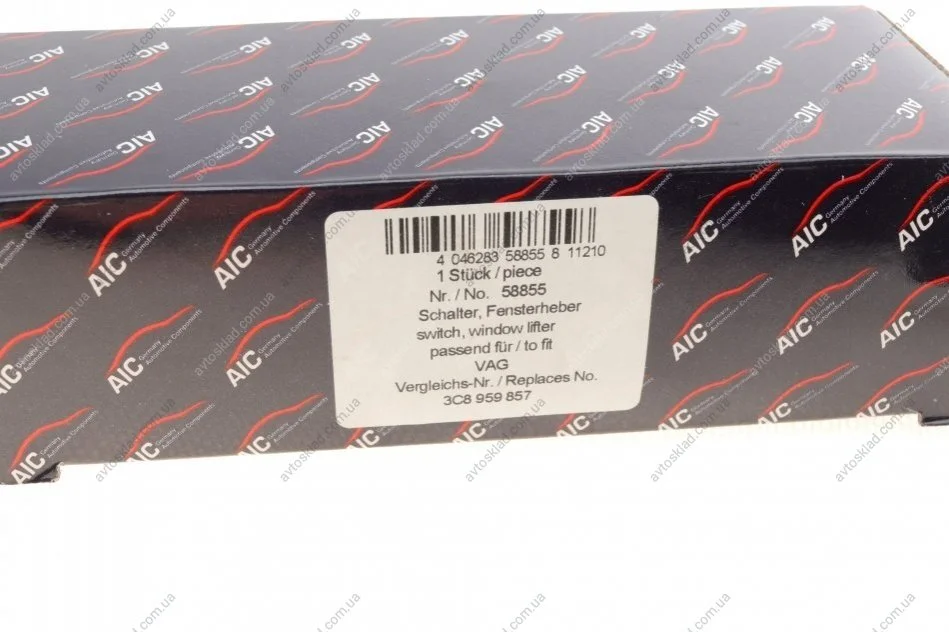 4 046283 58855 8 11210
1 Stück / piece
Nr. / No. 58855
Schalter, Fensterheber
switch, window lifter
passend für / to fit
VAG
Vergleichs-Nr. / Replaces No.
3C8 959 857
AIC Germany
Automotive Components
avtosklad.com.ua